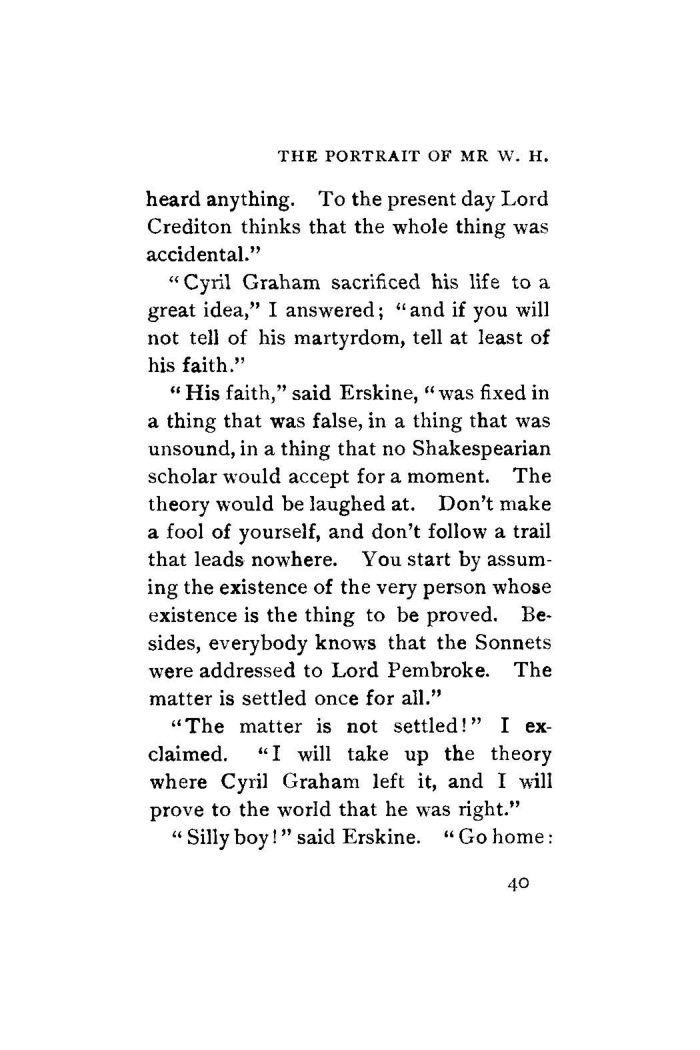 THE PORTRAIT OF MR W. H.
heard anything. To the present day Lord
Crediton thinks that the whole thing was
accidental.”
“Cyril Graham sacrificed his life to a
great idea,” I answered; “and if you will
not tell of his martyrdom, tell at least of
his faith.”
“His faith,” said Erskine, “was fixed in
a thing that was false, in a thing that was
unsound, in a thing that no Shakespearian
scholar would accept for a moment. The
theory would be laughed at. Don’t make
a fool of yourself, and don’t follow a trail
that leads nowhere. You start by assum-
ing the existence of the very person whose
existence is the thing to be proved. Be-
sides, everybody knows that the Sonnets
were addressed to Lord Pembroke. The
matter is settled once for all.”
“The matter is not settled!” I ex-
claimed. “I will take up the theory
where Cyril Graham left it, and I will
prove to the world that he was right.”
“Silly boy!” said Erskine. “Go home:
40